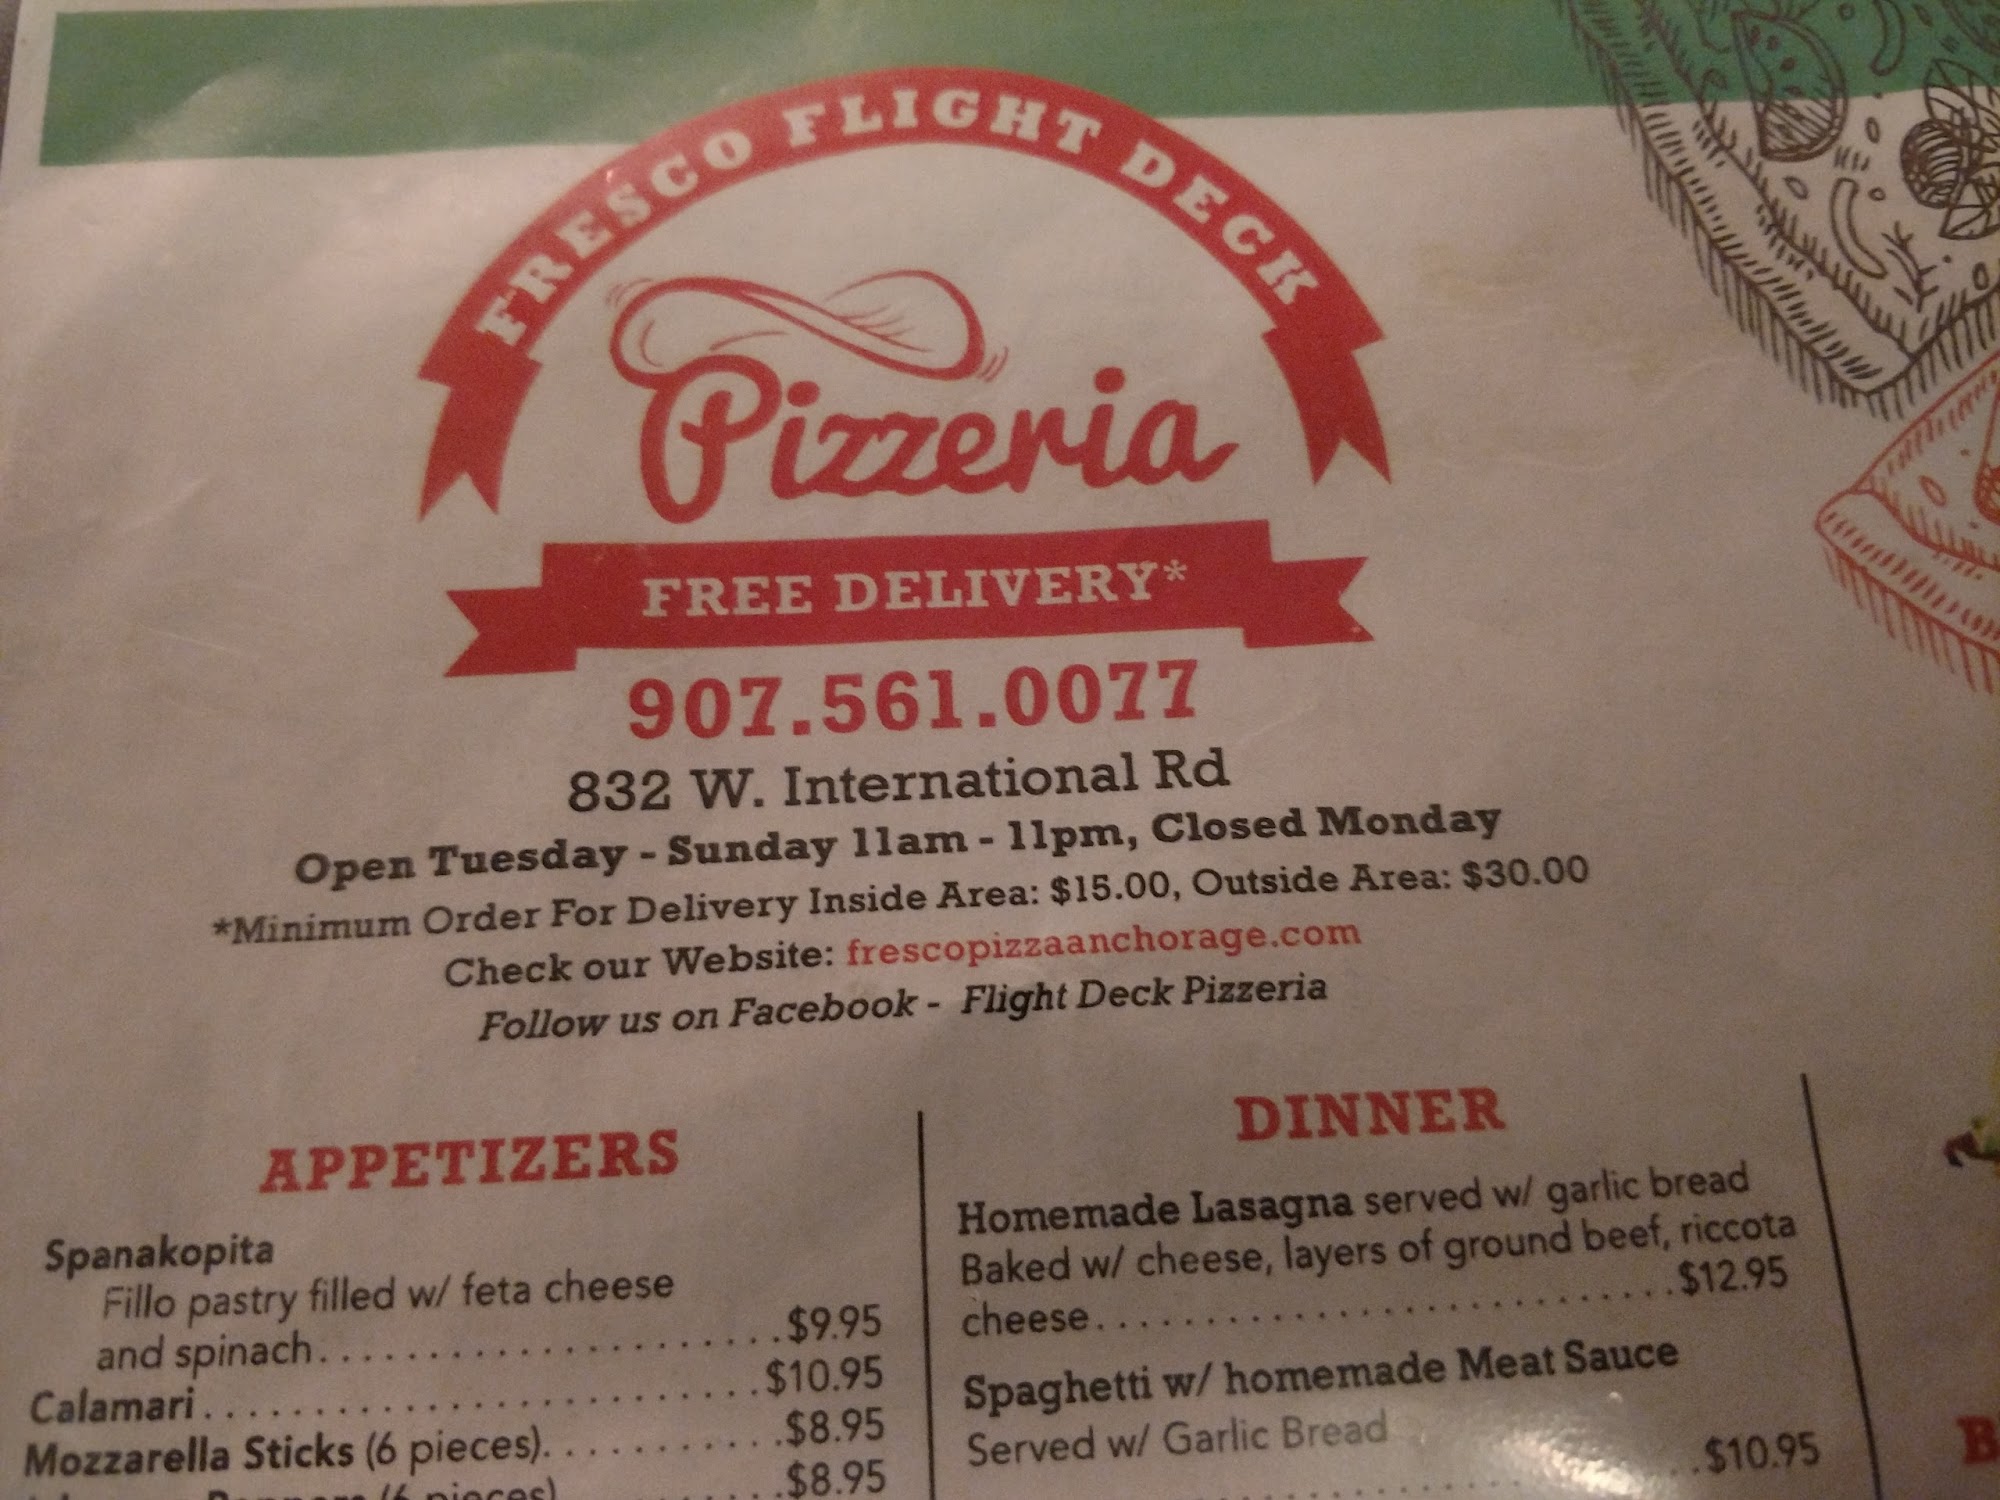 FRESCO FLIGHT DECK
Pizzeria
FREE DELIVERY*
907.561.0077
832 W. International Rd
Open Tuesday - Sunday 11am - 11pm, Closed Monday
*Minimum Order For Delivery Inside Area: $15.00, Outside Area: $30.00
Check our Website: frescopizzaanchorage.com
Follow us on Facebook - Flight Deck Pizzeria
APPETIZERS
Spanakopita
Fillo pastry filled w/ feta cheese
and spinach.....................$9.95
Calamari..........................$10.95
Mozzarella Sticks (6 pieces)...........$8.95
(6 pieces).........$8.95
DINNER
Homemade Lasagna served w/ garlic bread
Baked w/ cheese, layers of ground beef, riccota
cheese...........................$12.95
Spaghetti w/ homemade Meat Sauce
Served w/ Garlic Bread
$10.95